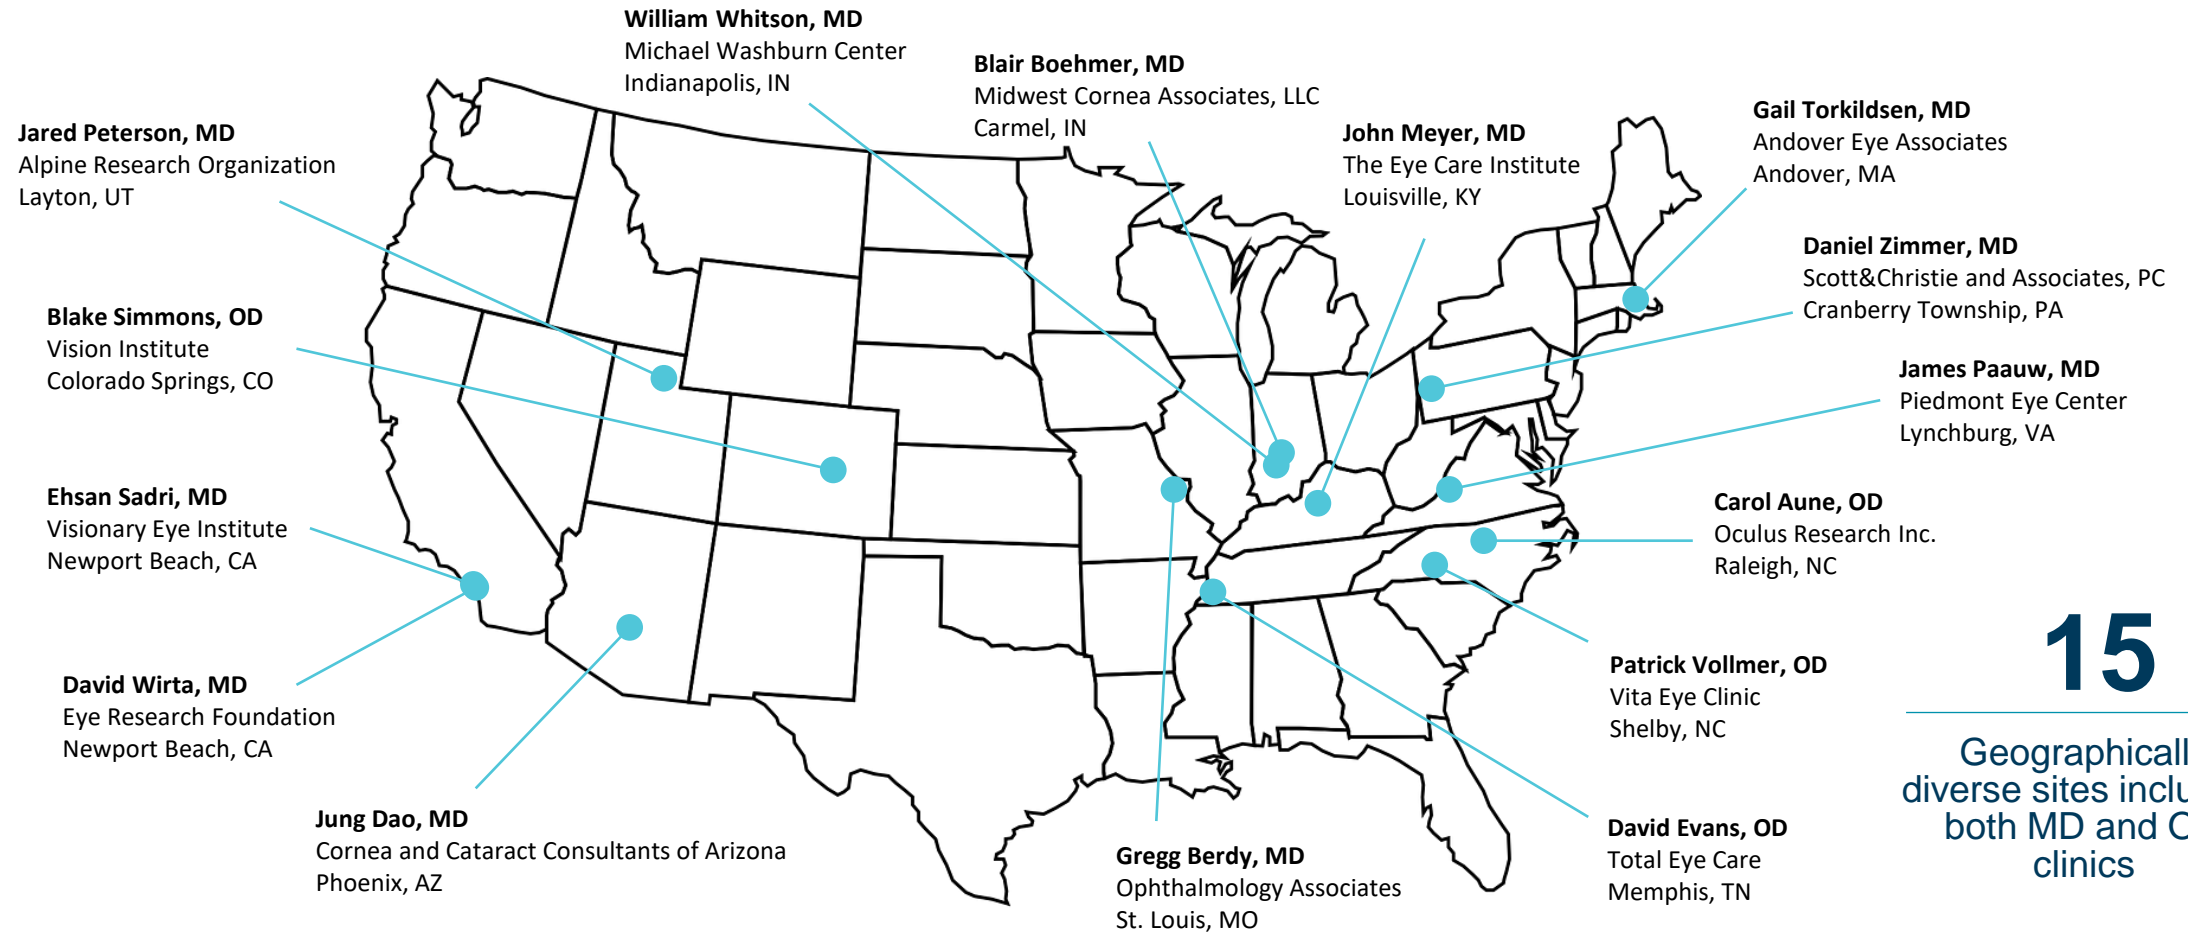 William Whitson, MD
Michael Washburn Center
Indianapolis, IN
Blair Boehmer, MD
Midwest Cornea Associates, LLC
Carmel, IN
Jared Peterson, MD
Alpine Research Organization
Layton, UT
John Meyer, MD
The Eye Care Institute
Louisville, KY
Gail Torkildsen, MD
Andover Eye Associates
Andover, MA
Daniel Zimmer, MD
Scott&Christie and Associates, PC
Cranberry Township, PA
Blake Simmons, OD
Vision Institute
Colorado Springs, CO
James Paauw, MD
Piedmont Eye Center
Lynchburg, VA
Ehsan Sadri, MD
Visionary Eye Institute
Newport Beach, CA
Carol Aune, OD
Oculus Research Inc.
Raleigh, NC
David Wirta, MD
Eye Research Foundation
Newport Beach, CA
Patrick Vollmer, OD
Vita Eye Clinic
Shelby, NC
Jung Dao, MD
Cornea and Cataract Consultants of Arizona
Phoenix, AZ
Gregg Berdy, MD
Ophthalmology Associates
St. Louis, MO
David Evans, OD
Total Eye Care
Memphis, TN
15
Geographicall
diverse sites inclu
both MD and O
clinics